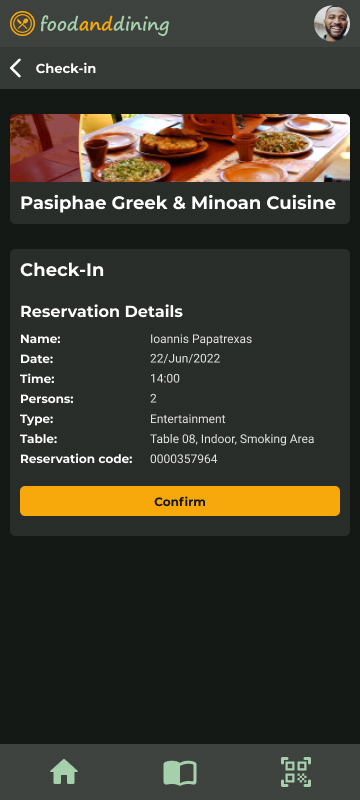 foodanddining
Check-in
Pasiphae Greek & Minoan Cuisine
Check-In
Reservation Details
Name: Ioannis Papatrexas
Date: 22/Jun/2022
Time: 14:00
Persons: 2
Type: Entertainment
Table: Table 08, Indoor, Smoking Area
Reservation code: 0000357964
Confirm